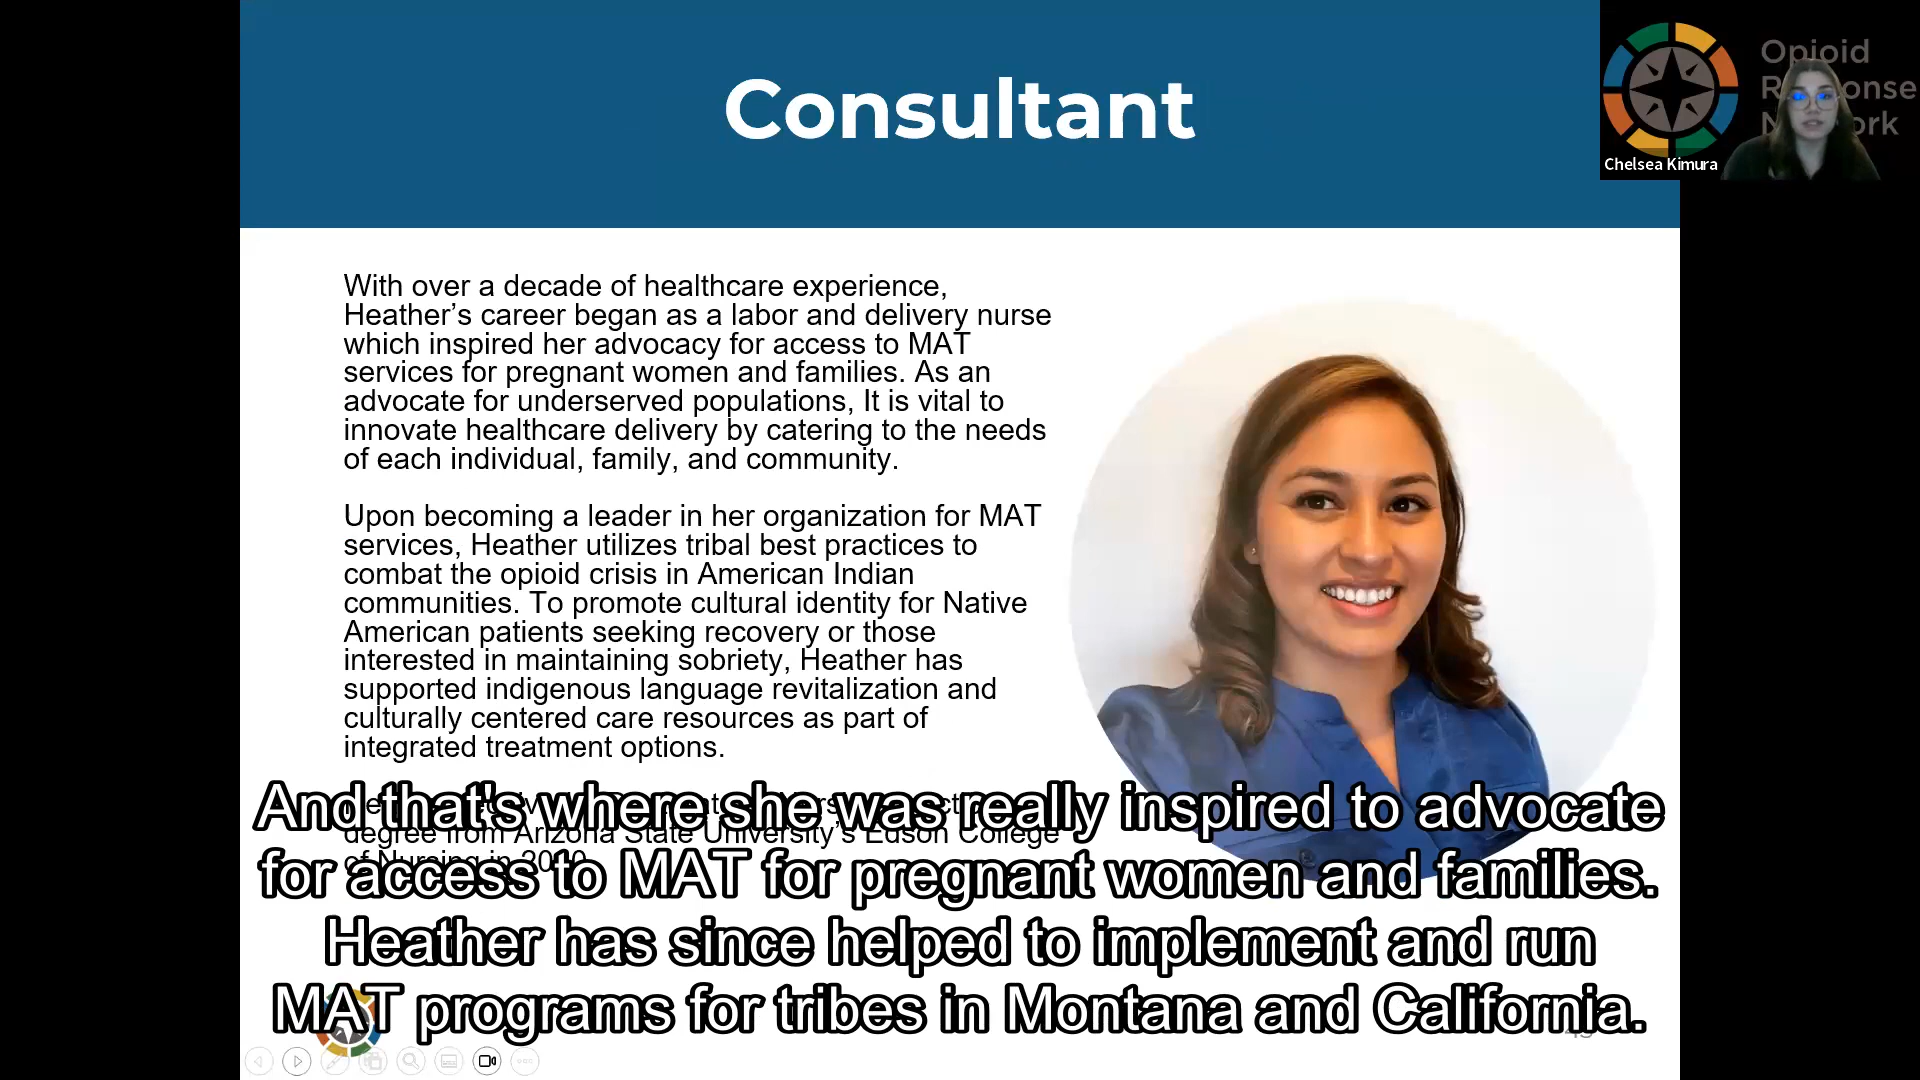 Consultant
Opioid
Response
Network
Chelsea Kimura
With over a decade of healthcare experience,
Heather’s career began as a labor and delivery nurse
which inspired her advocacy for access to MAT
services for pregnant women and families. As an
advocate for underserved populations, It is vital to
innovate healthcare delivery by catering to the needs
of each individual, family, and community.
Upon becoming a leader in her organization for MAT
services, Heather utilizes tribal best practices to
combat the opioid crisis in American Indian
communities. To promote cultural identity for Native
American patients seeking recovery or those
interested in maintaining sobriety, Heather has
supported indigenous language revitalization and
culturally centered care resources as part of
integrated treatment options.
degree from Arizona State University’s Edson College
of Nursing in
And that's where she was really inspired to advocate
for access to MAT for pregnant women and families.
Heather has since helped to implement and run
MAT programs for tribes in Montana and California.